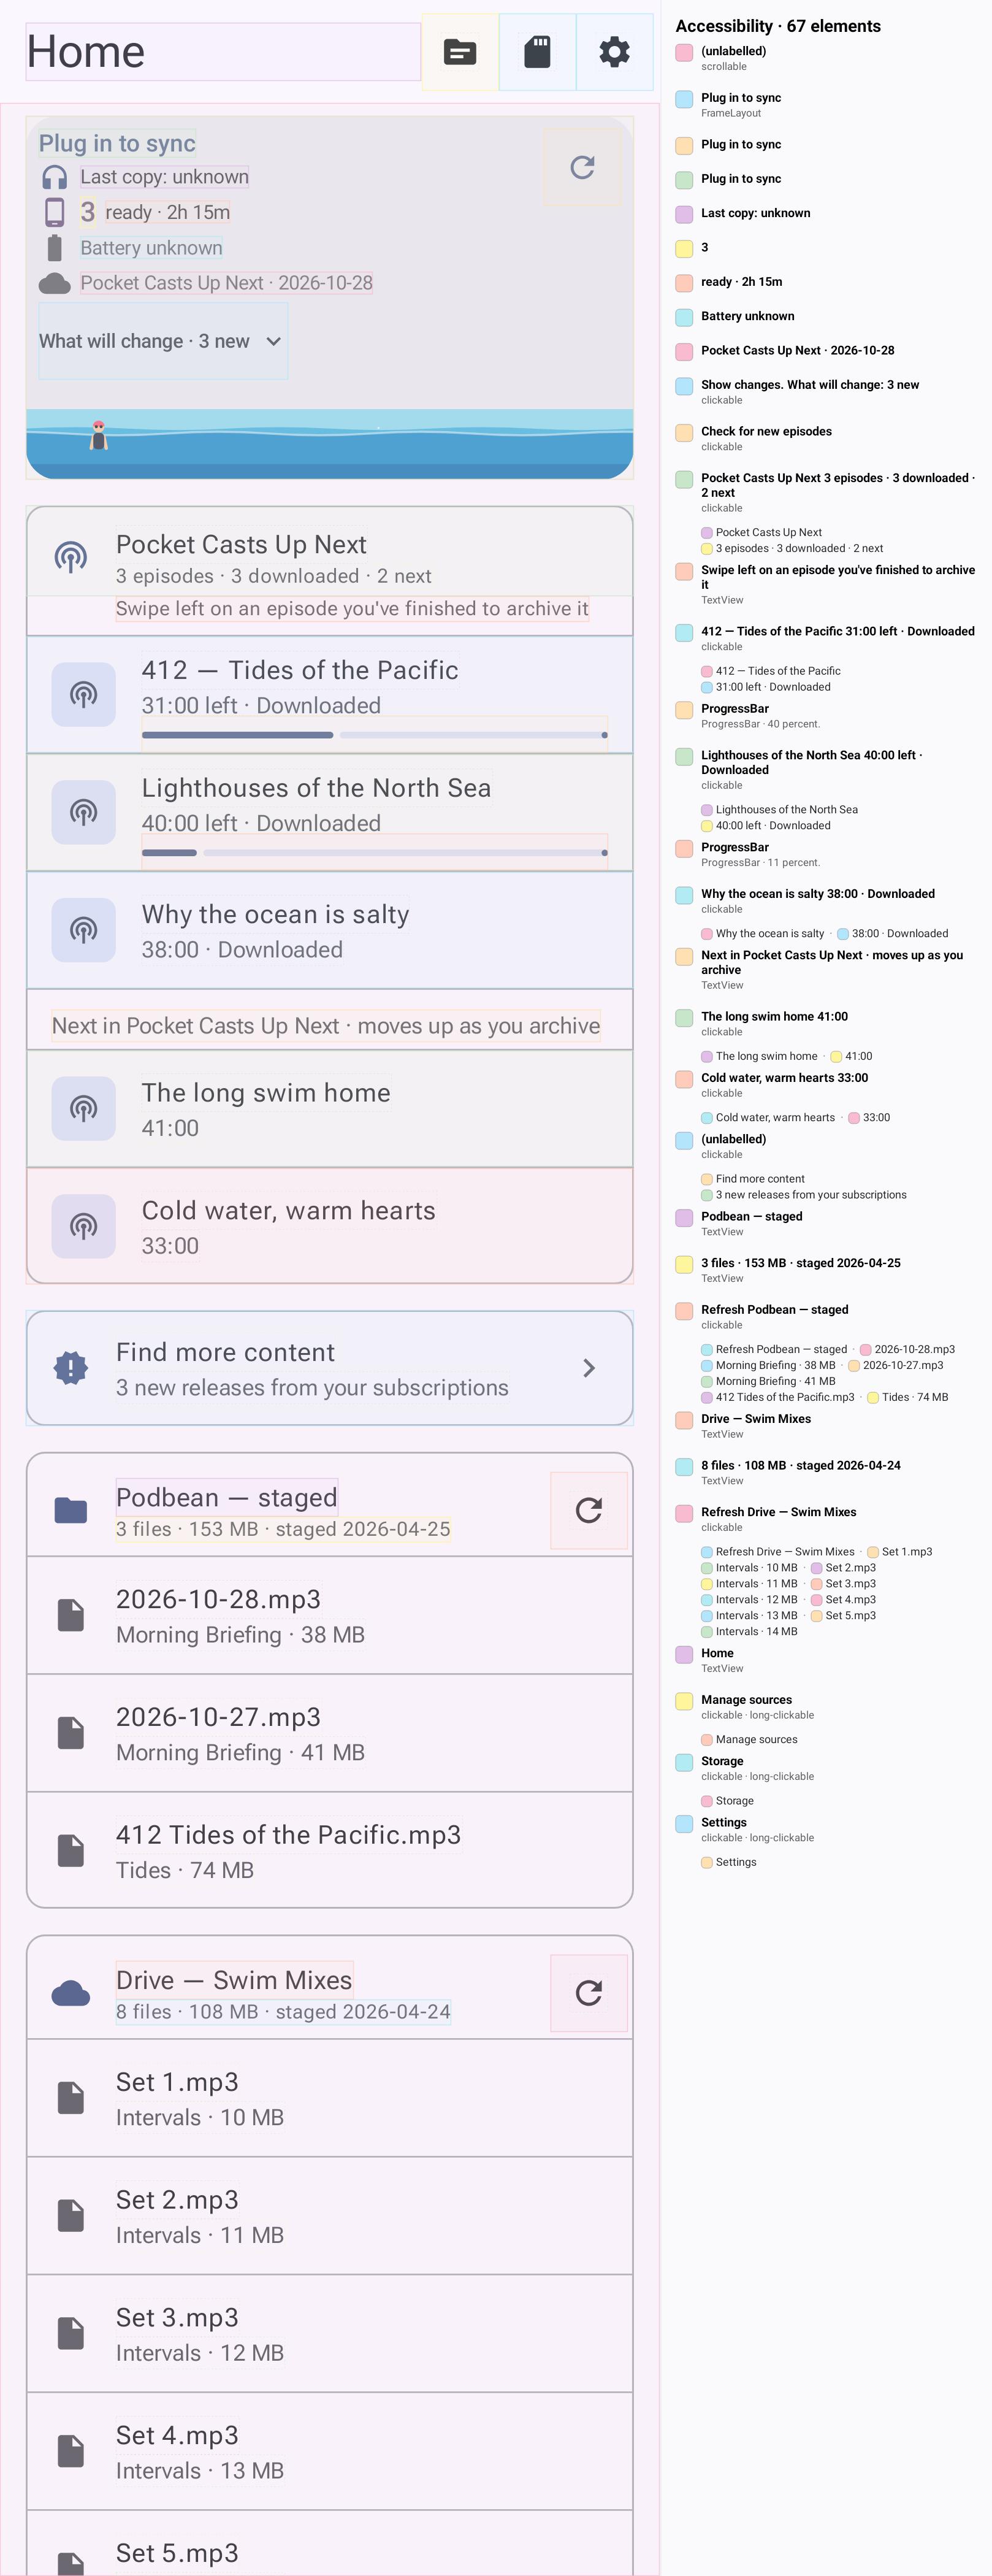 Home
Plug in to sync
Last copy: unknown
3 ready · 2h 15m
Battery unknown
Pocket Casts Up Next · 2026-10-28
What will change · 3 new
Pocket Casts Up Next
3 episodes · 3 downloaded · 2 next
Swipe left on an episode you've finished to archive it
412 — Tides of the Pacific
31:00 left · Downloaded
Lighthouses of the North Sea
40:00 left · Downloaded
Why the ocean is salty
38:00 · Downloaded
Next in Pocket Casts Up Next · moves up as you archive
The long swim home
41:00
Cold water, warm hearts
33:00
Find more content
3 new releases from your subscriptions
Podbean — staged
3 files · 153 MB · staged 2026-04-25
2026-10-28.mp3
Morning Briefing · 38 MB
2026-10-27.mp3
Morning Briefing · 41 MB
412 Tides of the Pacific.mp3
Tides · 74 MB
Drive — Swim Mixes
8 files · 108 MB · staged 2026-04-24
Set 1.mp3
Intervals · 10 MB
Set 2.mp3
Intervals · 11 MB
Set 3.mp3
Intervals · 12 MB
Set 4.mp3
Intervals · 13 MB
Set 5.mp3
Accessibility · 67 elements
(unlabelled)
scrollable
Plug in to sync
FrameLayout
Plug in to sync
Plug in to sync
Last copy: unknown
3
ready · 2h 15m
Battery unknown
Pocket Casts Up Next · 2026-10-28
Show changes. What will change: 3 new
clickable
Check for new episodes
clickable
Pocket Casts Up Next 3 episodes · 3 downloaded ·
2 next
clickable
Pocket Casts Up Next
3 episodes · 3 downloaded · 2 next
Swipe left on an episode you've finished to archive
it
TextView
412 — Tides of the Pacific 31:00 left · Downloaded
clickable
412 — Tides of the Pacific
31:00 left · Downloaded
ProgressBar
ProgressBar · 40 percent.
Lighthouses of the North Sea 40:00 left ·
Downloaded
clickable
Lighthouses of the North Sea
40:00 left · Downloaded
ProgressBar
ProgressBar · 11 percent.
Why the ocean is salty 38:00 · Downloaded
clickable
Why the ocean is salty · 38:00 · Downloaded
Next in Pocket Casts Up Next · moves up as you
archive
TextView
The long swim home 41:00
clickable
The long swim home · 41:00
Cold water, warm hearts 33:00
clickable
Cold water, warm hearts · 33:00
(unlabelled)
clickable
Find more content
3 new releases from your subscriptions
Podbean — staged
TextView
3 files · 153 MB · staged 2026-04-25
TextView
Refresh Podbean — staged
clickable
Refresh Podbean — staged · 2026-10-28.mp3
Morning Briefing · 38 MB · 2026-10-27.mp3
Morning Briefing · 41 MB
412 Tides of the Pacific.mp3 · Tides · 74 MB
Drive — Swim Mixes
TextView
8 files · 108 MB · staged 2026-04-24
TextView
Refresh Drive — Swim Mixes
clickable
Refresh Drive — Swim Mixes · Set 1.mp3
Intervals · 10 MB · Set 2.mp3
Intervals · 11 MB · Set 3.mp3
Intervals · 12 MB · Set 4.mp3
Intervals · 13 MB · Set 5.mp3
Intervals · 14 MB
Home
TextView
Manage sources
clickable · long-clickable
Manage sources
Storage
clickable · long-clickable
Storage
Settings
clickable · long-clickable
Settings